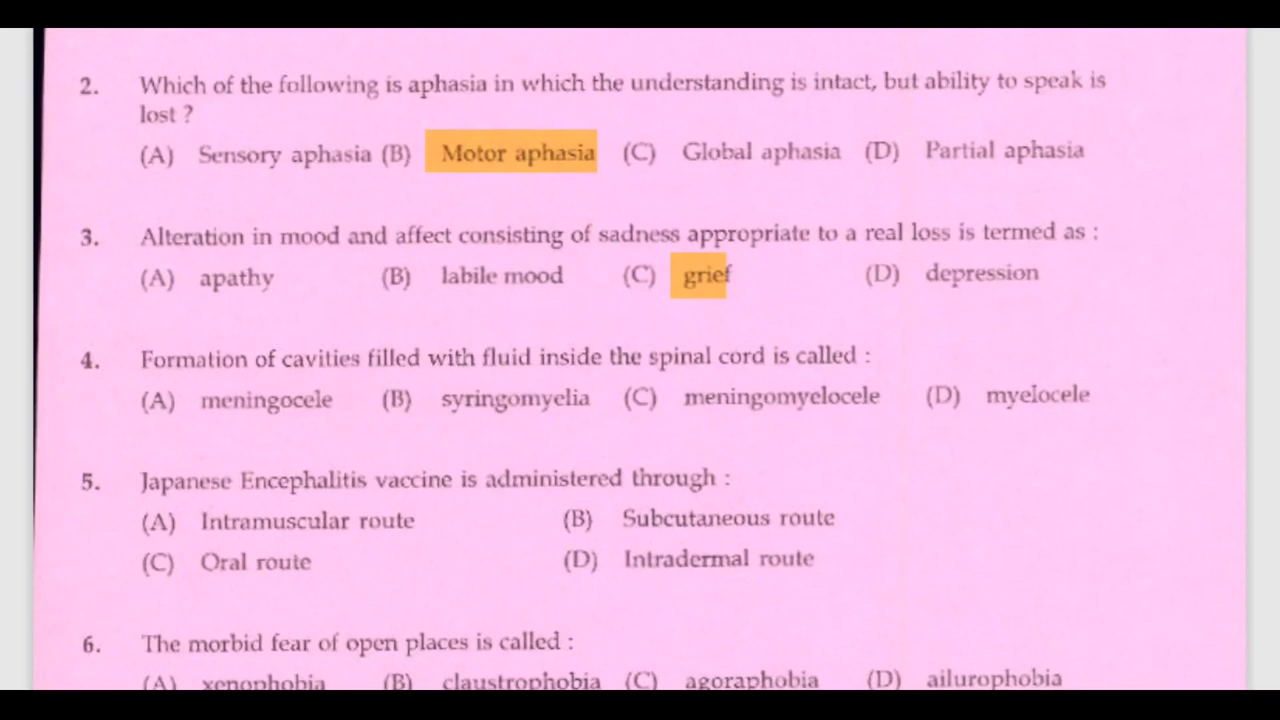 2. Which of the following is aphasia in which the understanding is intact, but ability to speak is
lost ?
(A) Sensory aphasia (B) Motor aphasia (C) Global aphasia (D) Partial aphasia
3. Alteration in mood and affect consisting of sadness appropriate to a real loss is termed as :
(A) apathy (B) labile mood (C) grief (D) depression
4. Formation of cavities filled with fluid inside the spinal cord is called :
(A) meningocele (B) syringomyelia (C) meningomyelocele (D) myelocele
5. Japanese Encephalitis vaccine is administered through :
(A) Intramuscular route (B) Subcutaneous route
(C) Oral route (D) Intradermal route
6. The morbid fear of open places is called :
(A) xenophobia (B) claustrophobia (C) agoraphobia (D) ailurophobia